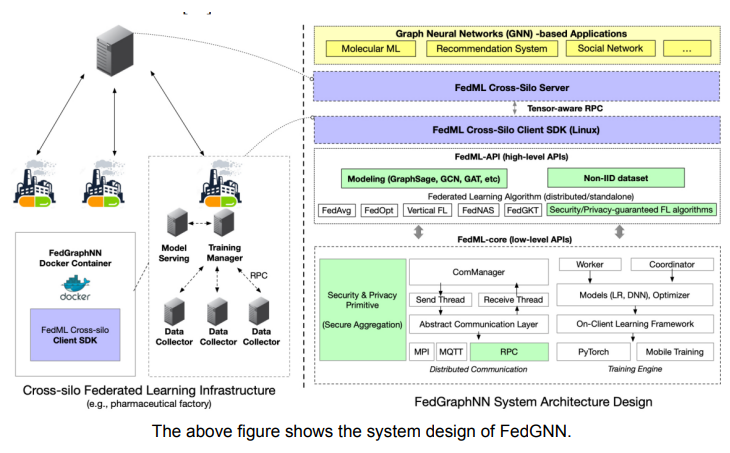 Graph Neural Networks (GNN) -based Applications
Molecular ML
Recommendation System
Social Network
...
FedML Cross-Silo Server
Tensor-aware RPC
FedML Cross-Silo Client SDK (Linux)
FedML-API (high-level APIs)
Modeling (GraphSage, GCN, GAT, etc)
Non-IID dataset
Federated Learning Algorithm (distributed/standalone)
FedAvg
FedOpt
Vertical FL
FedNAS
FedGKT
Security/Privacy-guaranteed FL algorithms
FedML-core (low-level APIs)
Security & Privacy
Primitive
(Secure Aggregation)
ComManager
Send Thread
Receive Thread
Abstract Communication Layer
MPI
MQTT
RPC
Distributed Communication
Worker
Coordinator
Models (LR, DNN), Optimizer
On-Client Learning Framework
PyTorch
Mobile Training
Training Engine
FedGraphNN System Architecture Design
Model
Serving
Training
Manager
RPC
Data
Collector
Data
Collector
Data
Collector
FedGraphNN
Docker Container
docker
FedML Cross-silo
Client SDK
Cross-silo Federated Learning Infrastructure
(e.g., pharmaceutical factory)
The above figure shows the system design of FedGNN.